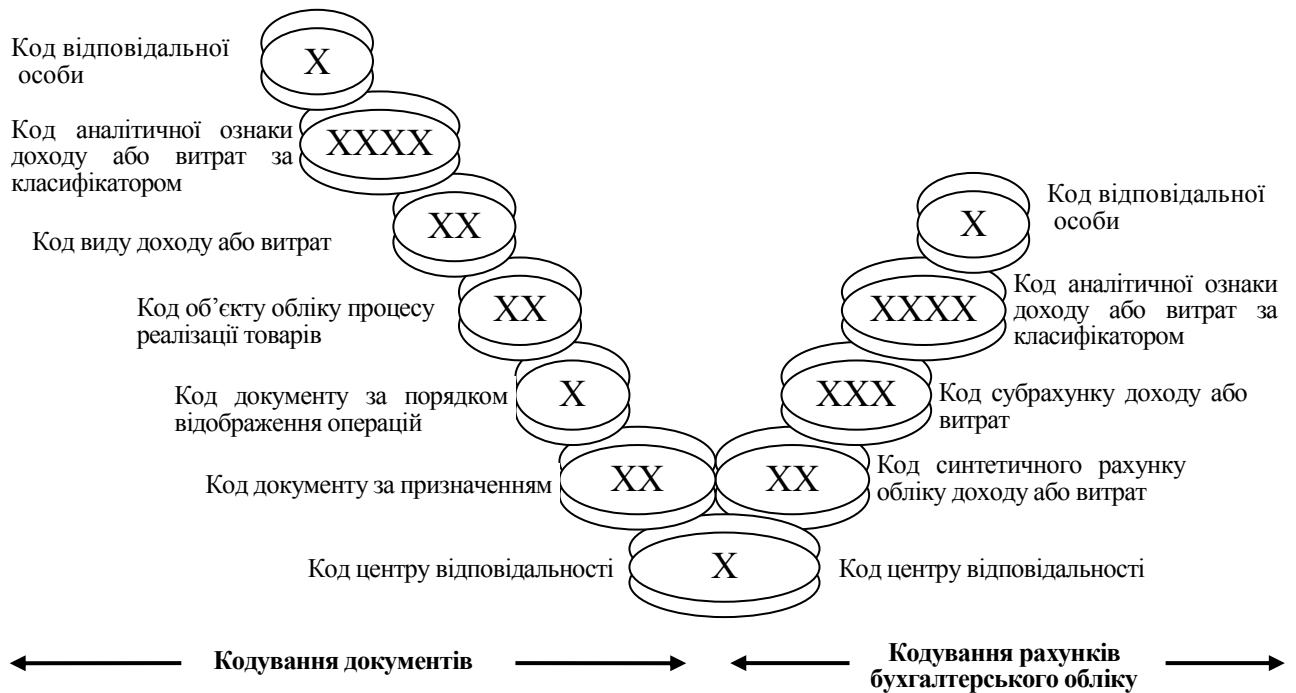 Код відповідальної
особи
X
Код аналітичної ознаки
доходу або витрат за
класифікатором
XXXX
Код виду доходу або витрат
XX
Код об’єкту обліку процесу
реалізації товарів
XX
Код документу за порядком
відображення операцій
X
Код документу за призначенням
XX
Код центру відповідальності
X
Код центру відповідальності
XX
Код синтетичного рахунку
обліку доходу або витрат
XXX
Код субрахунку доходу або
витрат
XXXX
Код аналітичної ознаки
доходу або витрат за
класифікатором
X
Код відповідальної
особи
Кодування документів
Кодування рахунків
бухгалтерського обліку